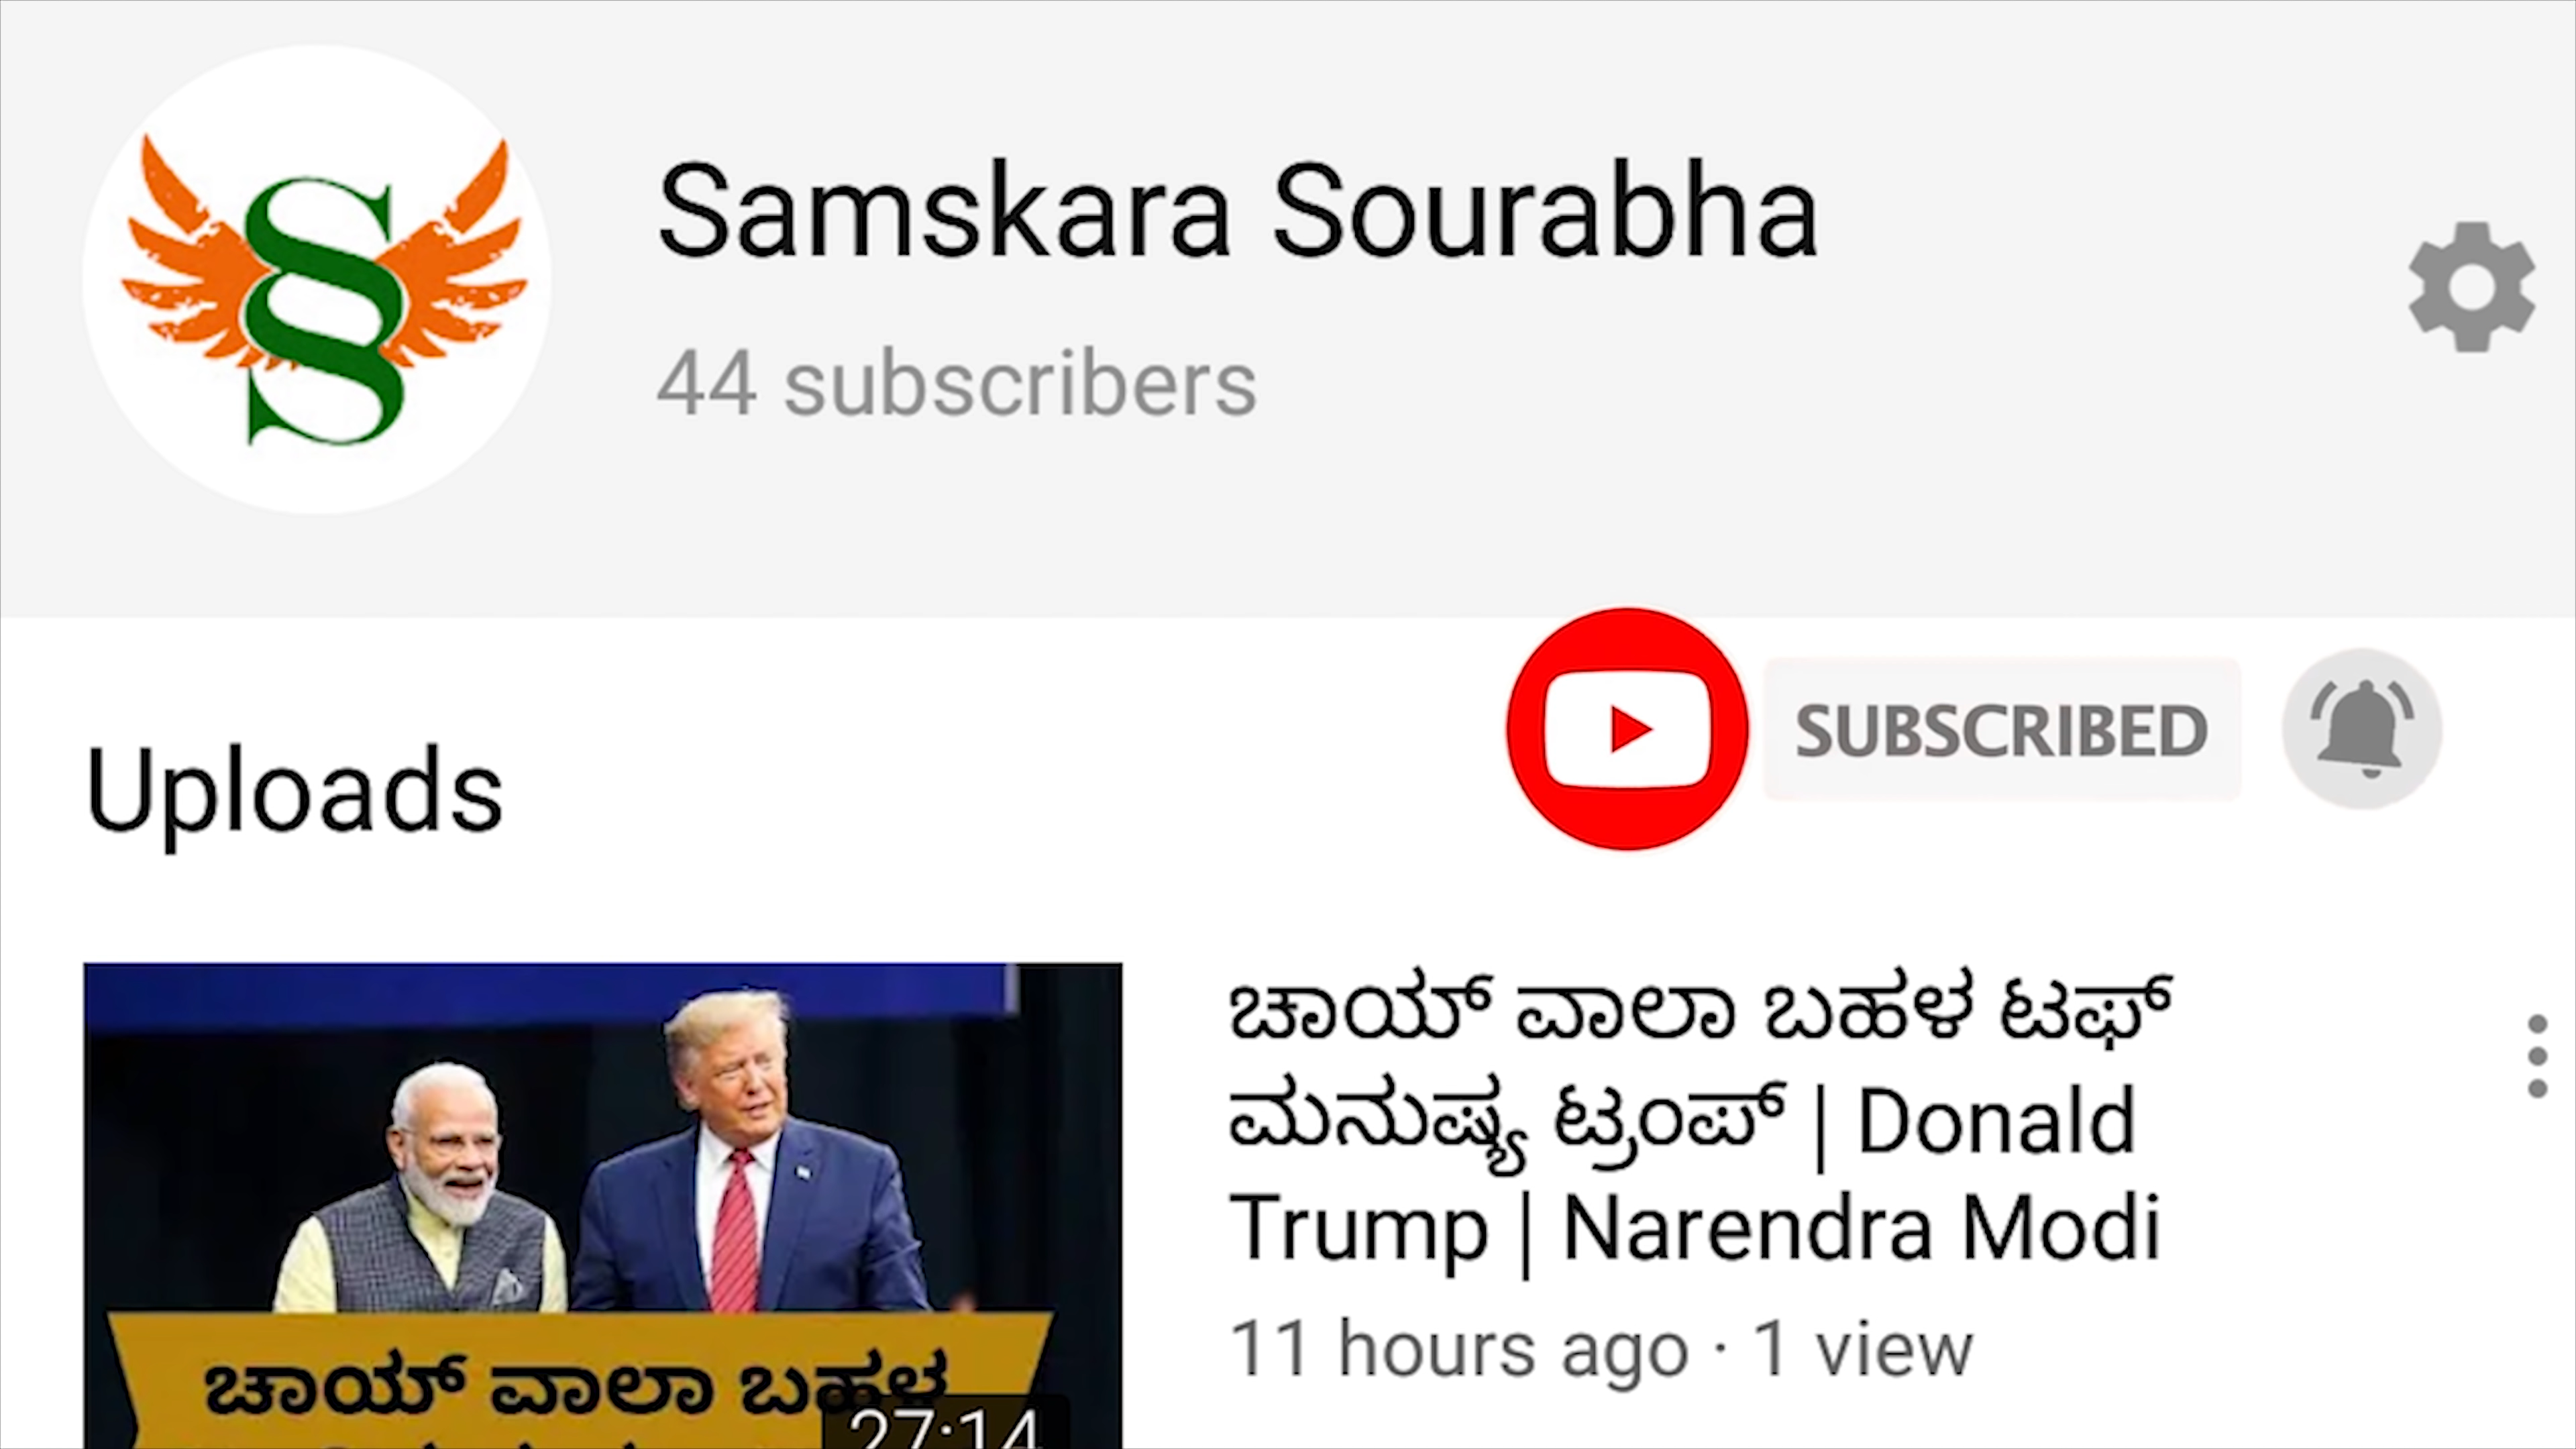 Samskara Sourabha
44 subscribers
SUBSCRIBED
Uploads
ಚಾಯ್ ವಾಲಾ ಬಹಳ ಟಫ್
ಮನುಷ್ಯ ಟ್ರಂಪ್ | Donald
Trump | Narendra Modi
11 hours ago · 1 view
ಚಾಯ್ ವಾಲಾ ಬಹಳ
27:14